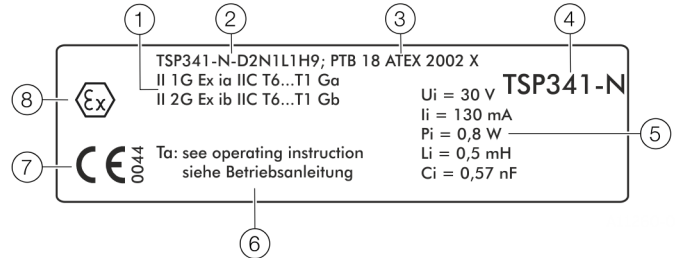 1 2 3 4
TSP341-N-D2N1L1H9; PTB 18 ATEX 2002 X
II 1G Ex ia IIC T6...T1 Ga
II 2G Ex ib IIC T6...T1 Gb
TSP341-N
Ui = 30 V
Ii = 130 mA
Pi = 0,8 W
Li = 0,5 mH
Ci = 0,57 nF
5
8
Ex
7
CE 0044
Ta: see operating instruction
siehe Betriebsanleitung
6